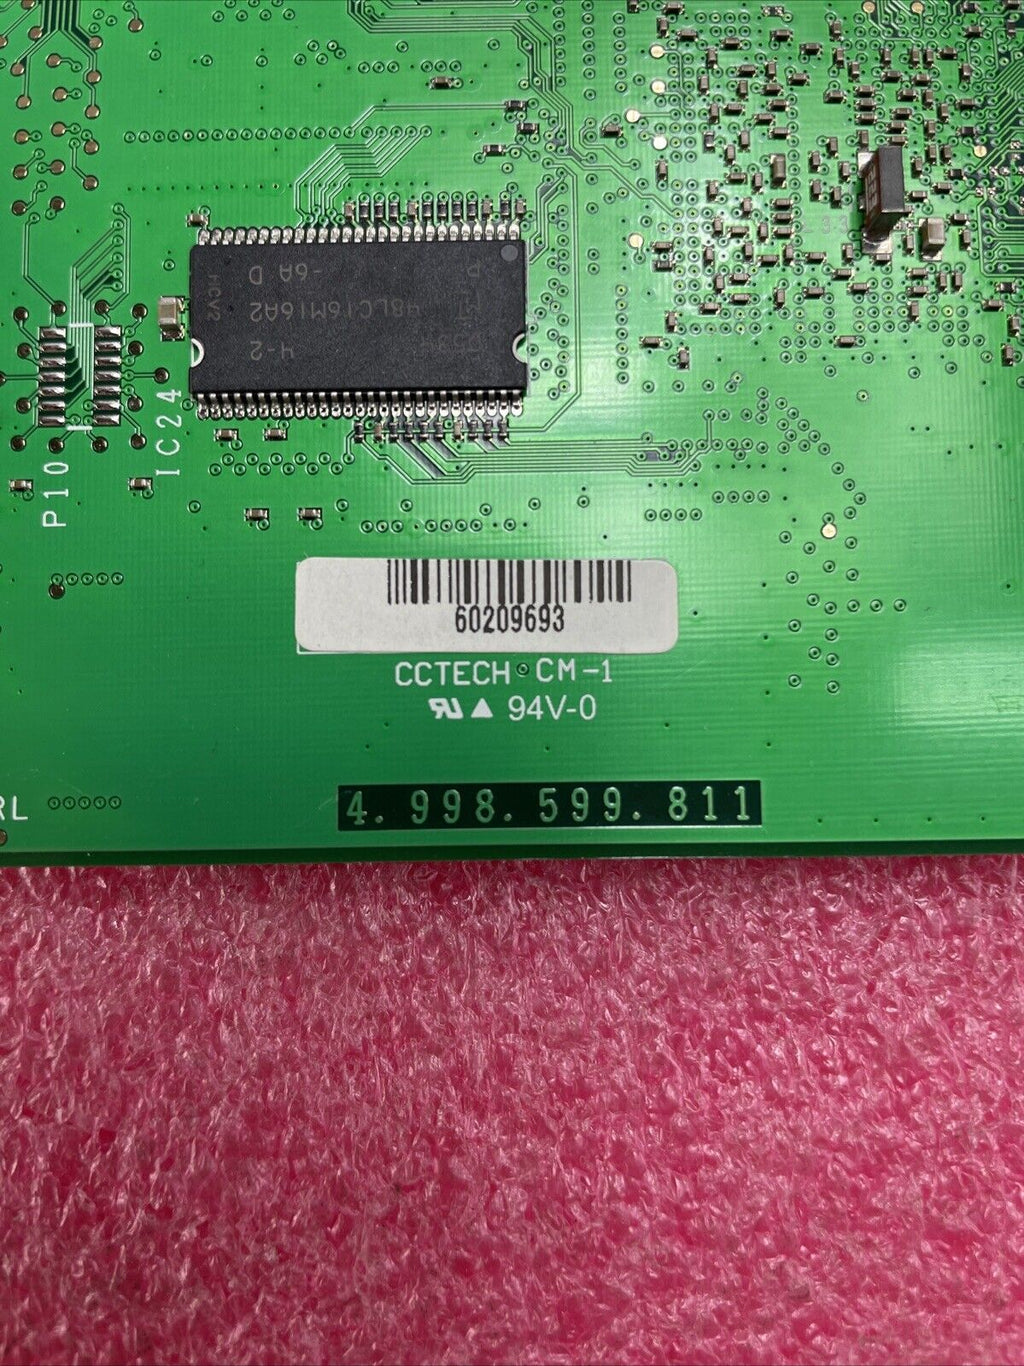 -6A D
48LC16M16A2
4-2
IC24
P10
60209693
CCTECH CM-1
94V-0
RL
4.998.599.811